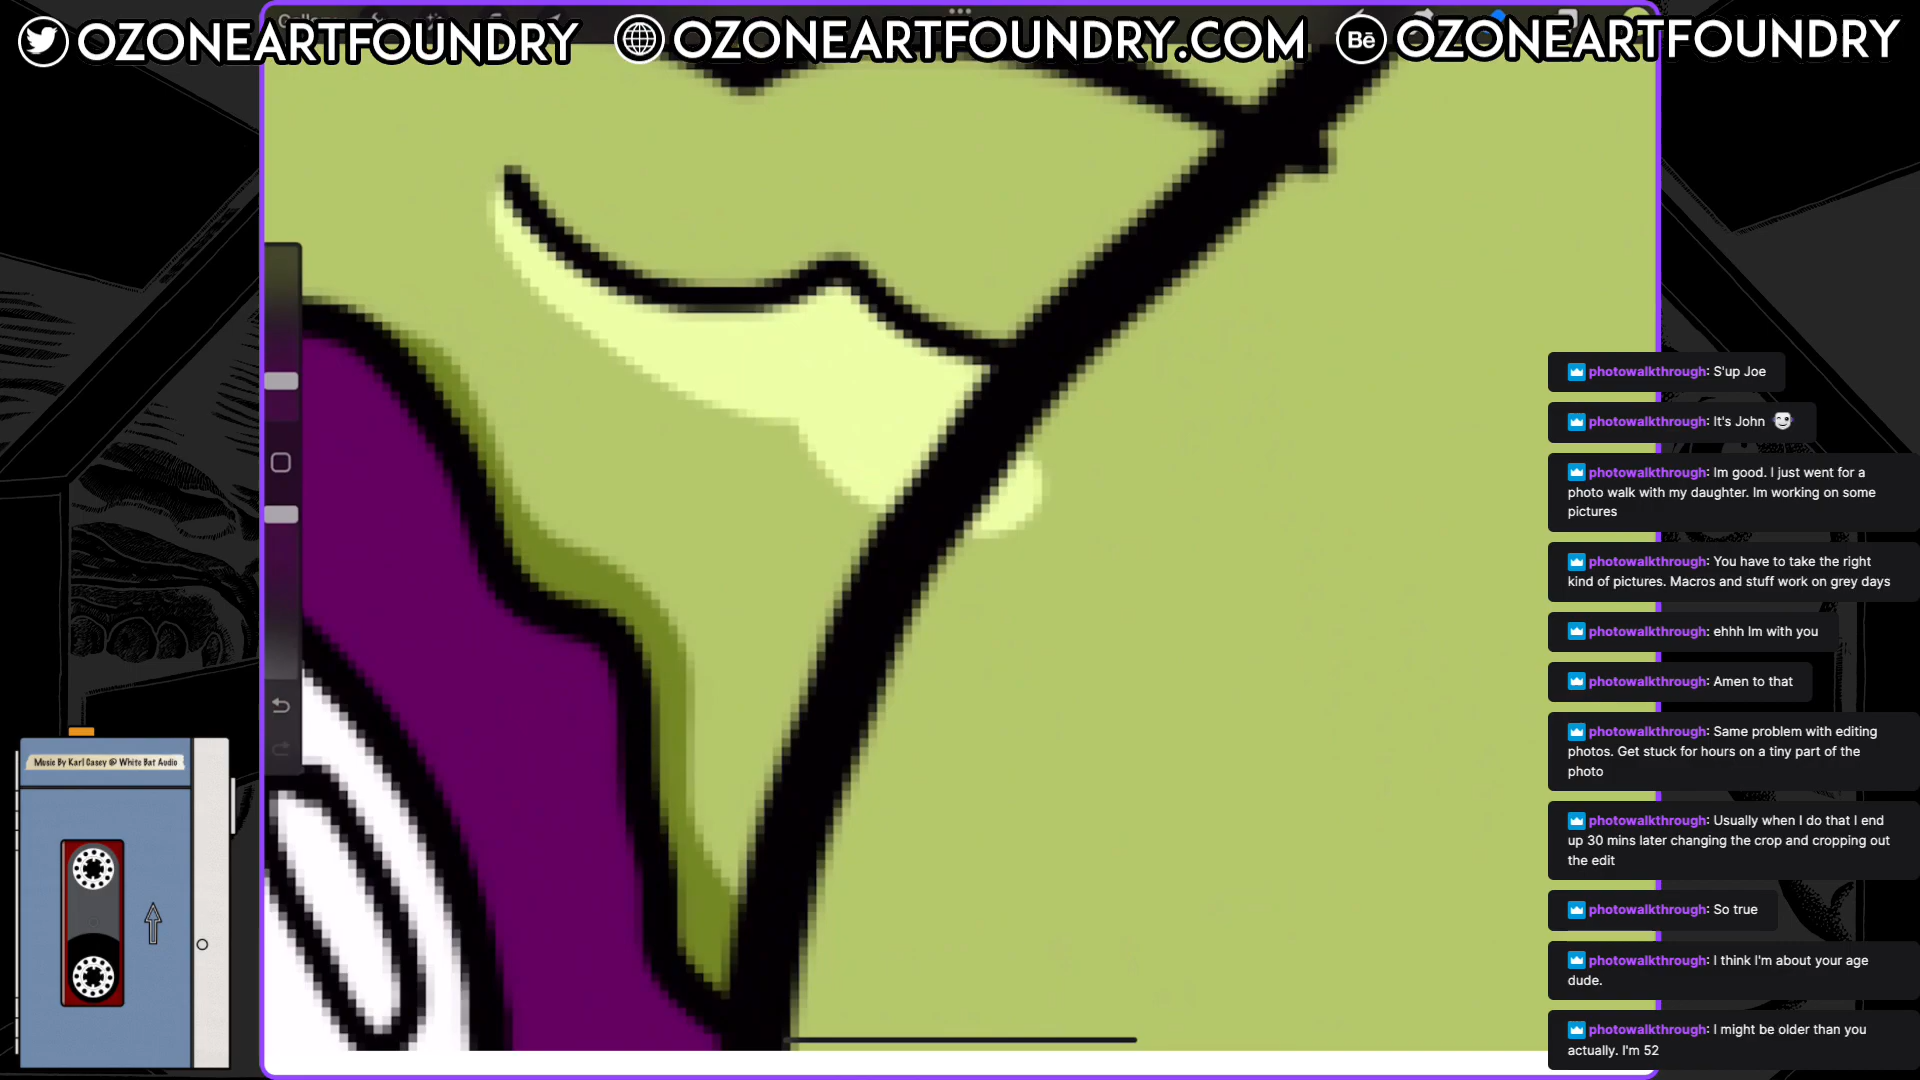 OZONEARTFOUNDRY
OZONEARTFOUNDRY.COM
Bē OZONEARTFOUNDRY
photowalkthrough: S'up Joe
photowalkthrough: It's John
photowalkthrough: Im good. I just went for a
photo walk with my daughter. Im working on some
pictures
photowalkthrough: You have to take the right
kind of pictures. Macros and stuff work on grey days
photowalkthrough: ehhh Im with you
photowalkthrough: Amen to that
photowalkthrough: Same problem with editing
photos. Get stuck for hours on a tiny part of the
photo
photowalkthrough: Usually when I do that I end
up 30 mins later changing the crop and cropping out
the edit
photowalkthrough: So true
photowalkthrough: I think I'm about your age
dude.
photowalkthrough: I might be older than you
actually. I'm 52
Music By Karl Casey @ White Bat Audio